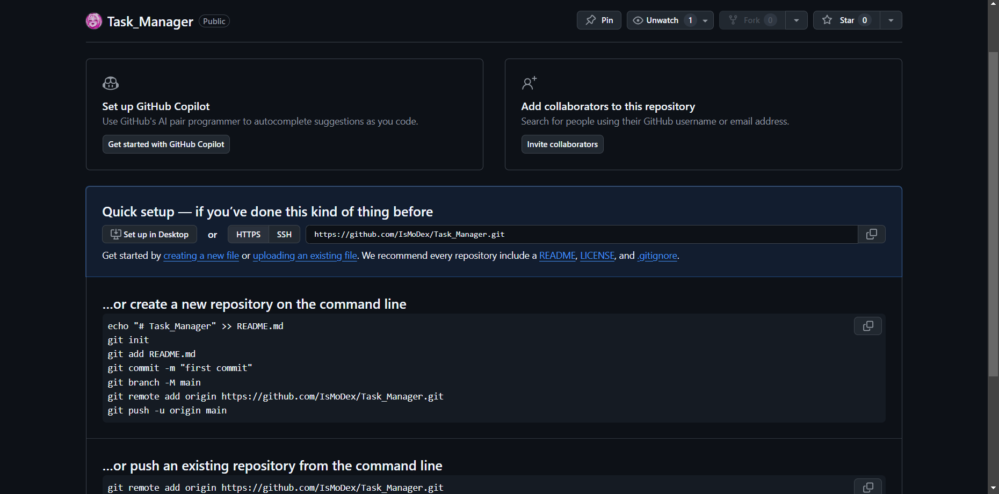 Task_Manager Public Pin Unwatch 1 Fork 0 Star 0
Set up GitHub Copilot
Use GitHub's AI pair programmer to autocomplete suggestions as you code.
Get started with GitHub Copilot
Add collaborators to this repository
Search for people using their GitHub username or email address.
Invite collaborators
Quick setup — if you’ve done this kind of thing before
Set up in Desktop or HTTPS SSH https://github.com/IsMoDex/Task_Manager.git
Get started by creating a new file or uploading an existing file. We recommend every repository include a README, LICENSE, and .gitignore.
…or create a new repository on the command line
echo "# Task_Manager" >> README.md
git init
git add README.md
git commit -m "first commit"
git branch -M main
git remote add origin https://github.com/IsMoDex/Task_Manager.git
git push -u origin main
…or push an existing repository from the command line
git remote add origin https://github.com/IsMoDex/Task_Manager.git